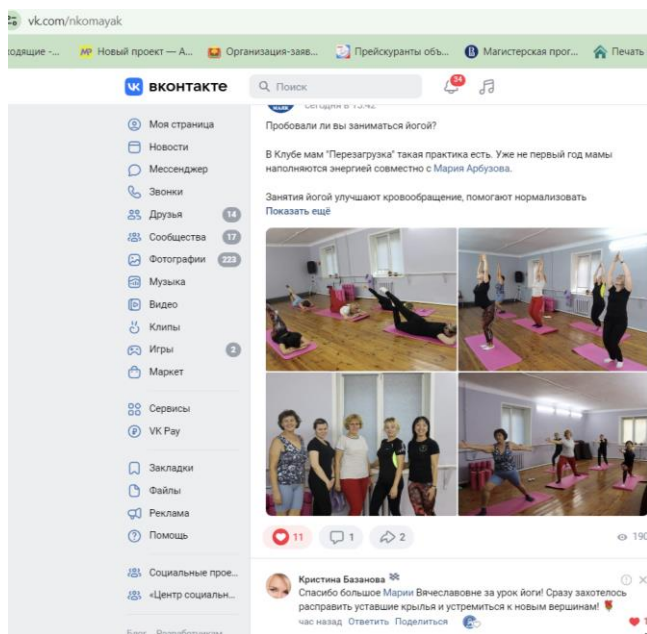 vk.com/nkomayak
ходящие -...
Новый проект — А...
Организация-заяв...
Прейскуранты объ...
Магистерская прог...
Печать
вконтакте
Поиск
34
Моя страница
Новости
Мессенджер
Звонки
Друзья 14
Сообщества 17
Фотографии 223
Музыка
Видео
Клипы
Игры 2
Маркет
Сервисы
VK Pay
Закладки
Файлы
Реклама
Помощь
Социальные прое...
«Центр социальн...
Блог Разработчикам
Пробовали ли вы заниматься йогой?
В Клубе мам "Перезагрузка" такая практика есть. Уже не первый год мамы
наполняются энергией совместно с Мария Арбузова.
Занятия йогой улучшают кровообращение, помогают нормализовать
Показать ещё
11 1 2
190
Кристина Базанова
Спасибо большое Марии Вячеславовне за урок йоги! Сразу захотелось
расправить уставшие крылья и устремиться к новым вершинам!
час назад Ответить Поделиться